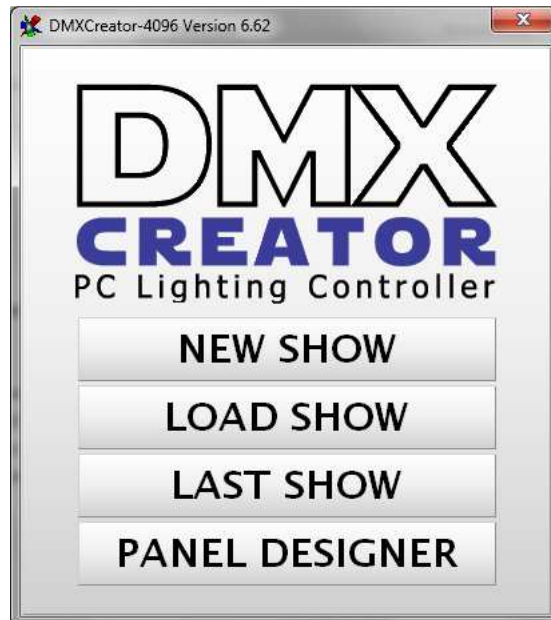 DMXCreator-4096 Version 6.62
DMX
CREATOR
PC Lighting Controller
NEW SHOW
LOAD SHOW
LAST SHOW
PANEL DESIGNER